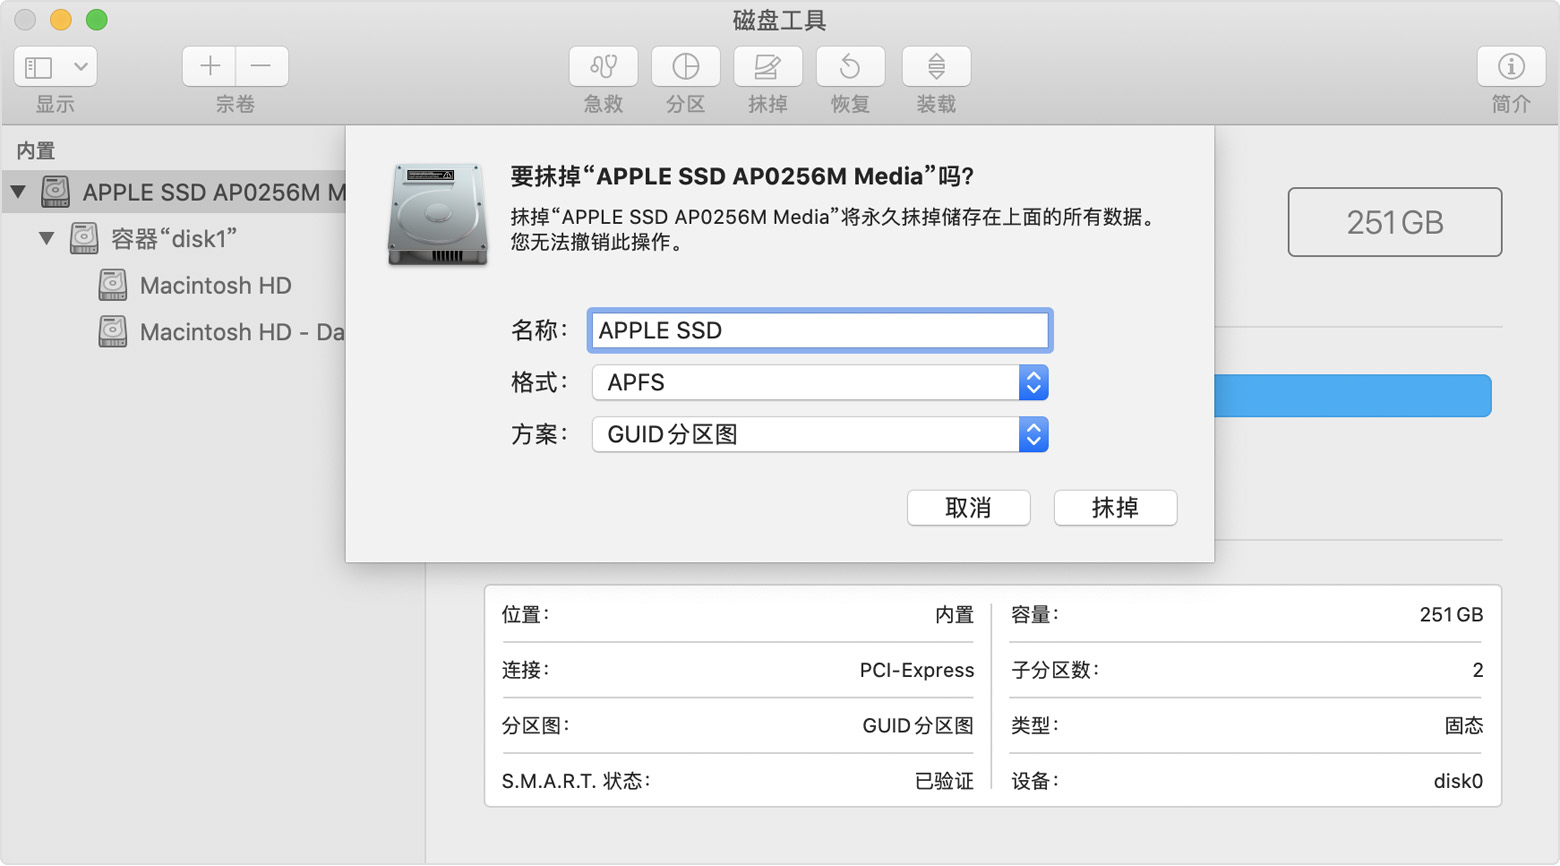 磁盘工具
显示
宗卷
急救
分区
抹掉
恢复
装载
简介
内置
APPLE SSD AP0256M M
容器“disk1”
Macintosh HD
Macintosh HD - Da
要抹掉“APPLE SSD AP0256M Media”吗?
抹掉“APPLE SSD AP0256M Media”将永久抹掉储存在上面的所有数据。
您无法撤销此操作。
名称: APPLE SSD
格式: APFS
方案: GUID分区图
取消
抹掉
251 GB
位置: 内置
容量: 251 GB
连接: PCI-Express
子分区数: 2
分区图: GUID 分区图
类型: 固态
S.M.A.R.T. 状态: 已验证
设备: disk0